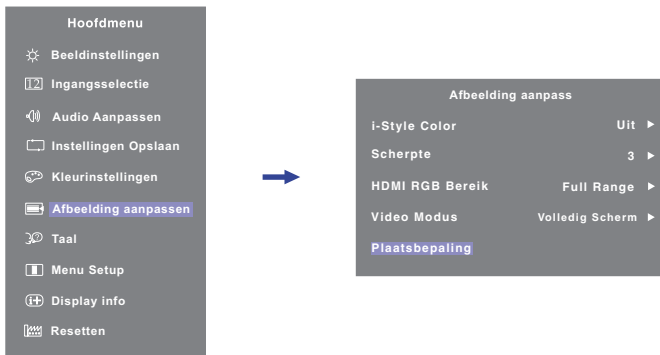 Hoofdmenu
Beeldinstellingen
12 Ingangsselectie
Audio Aanpassen
Instellingen Opslaan
Kleurinstellingen
Afbeelding aanpassen
Taal
Menu Setup
Display info
Resetten
Afbeelding aanpass
i-Style Color Uit ▶
Scherpte 3 ▶
HDMI RGB Bereik Full Range ▶
Video Modus Volledig Scherm ▶
Plaatsbepaling